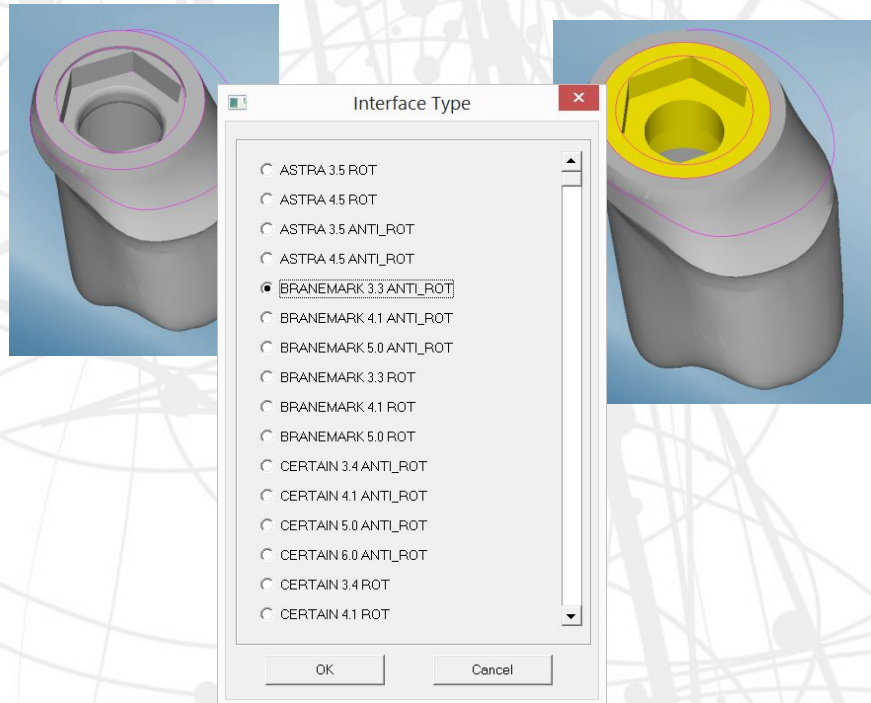 Interface Type
ASTRA 3.5 ROT
ASTRA 4.5 ROT
ASTRA 3.5 ANTI_ROT
ASTRA 4.5 ANTI_ROT
BRANEMARK 3.3 ANTI_ROT
BRANEMARK 4.1 ANTI_ROT
BRANEMARK 5.0 ANTI_ROT
BRANEMARK 3.3 ROT
BRANEMARK 4.1 ROT
BRANEMARK 5.0 ROT
CERTAIN 3.4 ANTI_ROT
CERTAIN 4.1 ANTI_ROT
CERTAIN 5.0 ANTI_ROT
CERTAIN 6.0 ANTI_ROT
CERTAIN 3.4 ROT
CERTAIN 4.1 ROT
OK Cancel